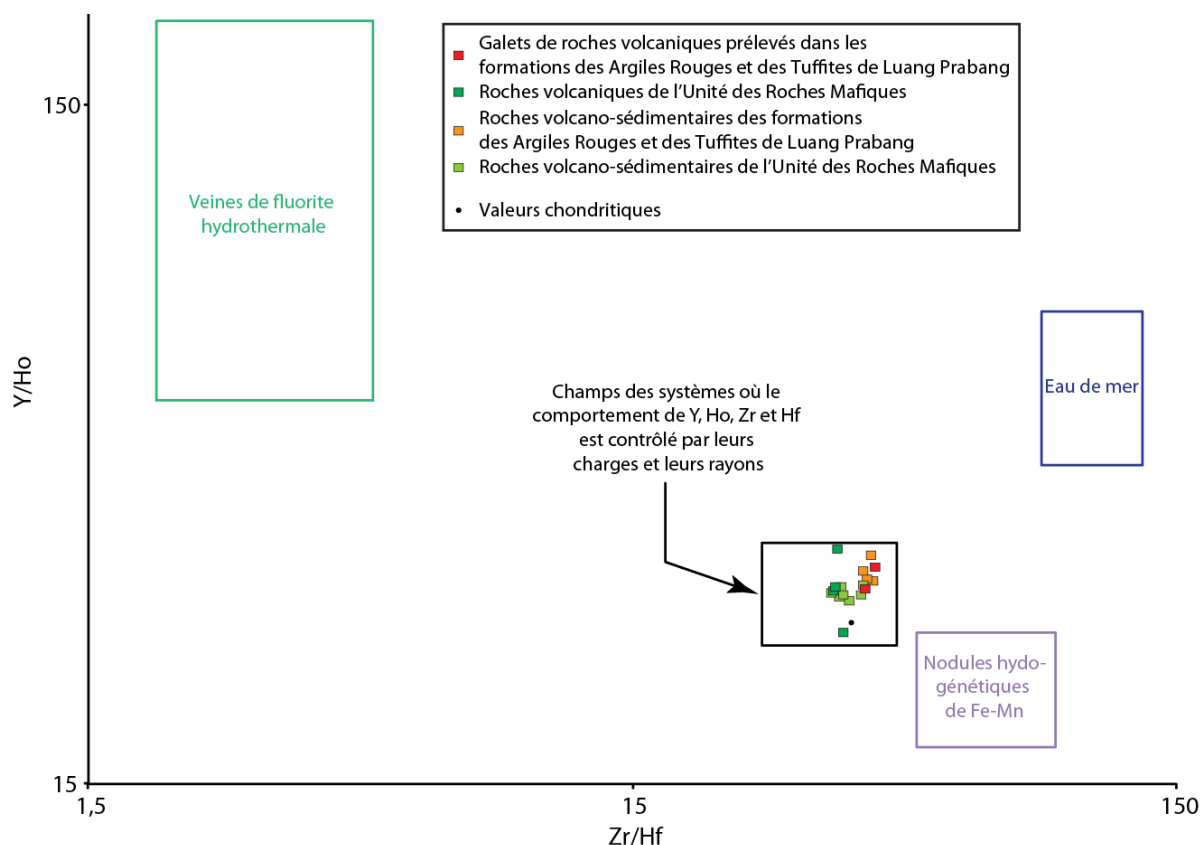 Galets de roches volcaniques prélevés dans les
formations des Argiles Rouges et des Tuffites de Luang Prabang
Roches volcaniques de l'Unité des Roches Mafiques
Roches volcano-sédimentaires des formations
des Argiles Rouges et des Tuffites de Luang Prabang
Roches volcano-sédimentaires de l'Unité des Roches Mafiques
Valeurs chondritiques
150
Veines de fluorite
hydrothermale
Y/Ho
Eau de mer
Champs des systèmes où le
comportement de Y, Ho, Zr et Hf
est contrôlé par leurs
charges et leurs rayons
Nodules hydo-
génétiques
de Fe-Mn
15
1,5
15
150
Zr/Hf